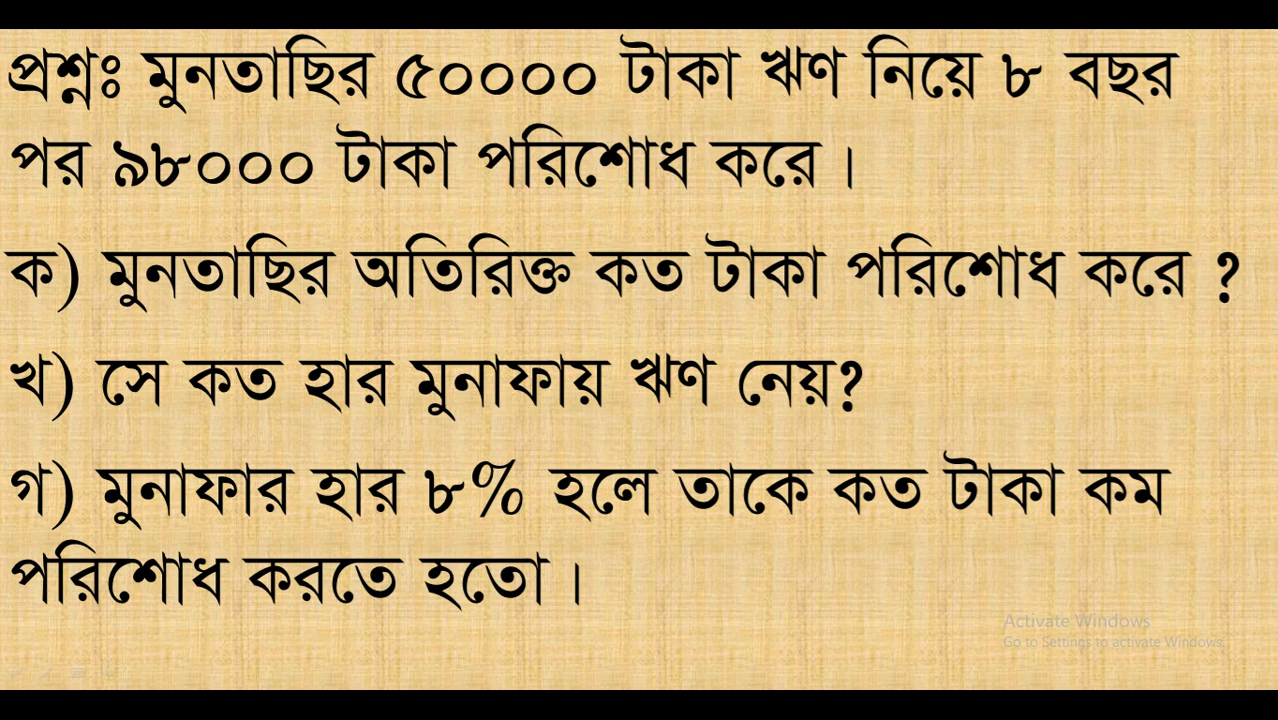 প্রশ্নঃ মুনতাছির ৫০০০০ টাকা ঋণ নিয়ে ৮ বছর
পর ৯৮০০০ টাকা পরিশোধ করে।
ক) মুনতাছির অতিরিক্ত কত টাকা পরিশোধ করে ?
খ) সে কত হার মুনাফায় ঋণ নেয়?
গ) মুনাফার হার ৮% হলে তাকে কত টাকা কম
পরিশোধ করতে হতো।
Activate Windows
Go to Settings to activate Windows.